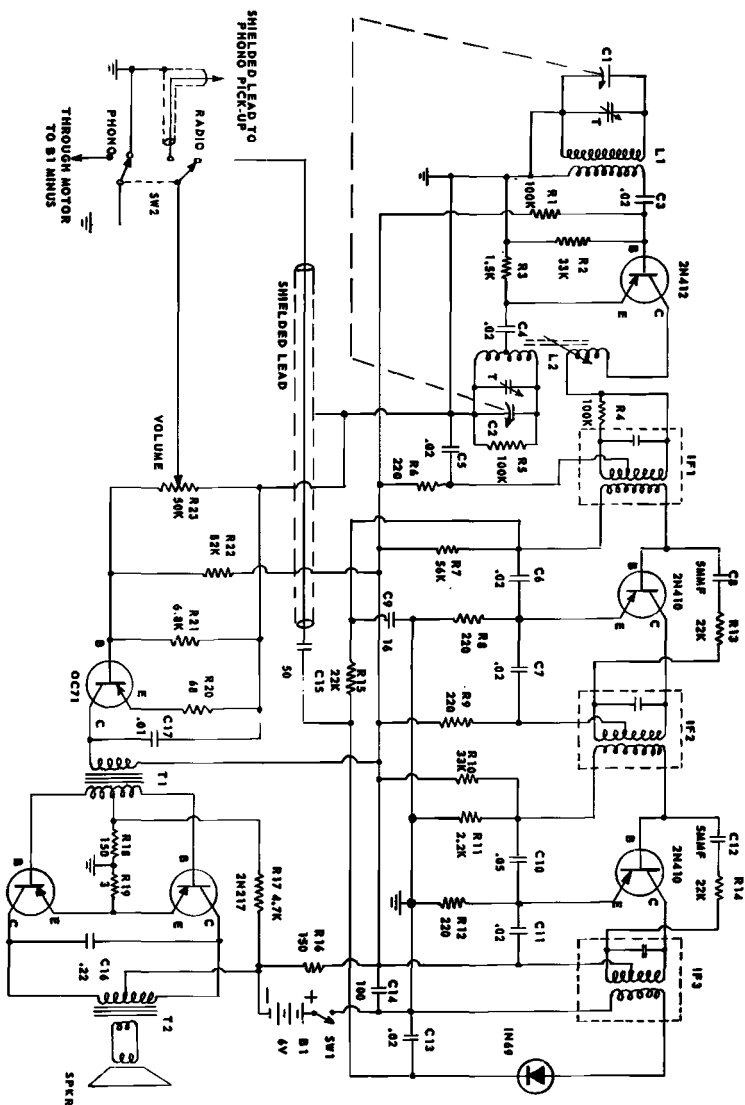 C1
T
L1
C3
.02
R1
100K
R2
33K
R3
1.5K
2N412
B
E
C
C4
.02
L2
T
C2
R5
100K
R4
100K
C5
.02
R6
220
IF1
R7
56K
C6
.02
R8
220
C7
.02
2N410
B
E
C
C8
5MMF
R13
22K
C9
16
R15
22K
R9
220
IF2
R10
33K
R11
2.2K
C10
.05
R12
220
C11
.02
2N410
B
E
C
C12
5MMF
R14
22K
IF3
IN69
C13
.02
C14
100
SHIELDED LEAD TO
PHONO PICK-UP
RADIO
PHONO
SW2
THROUGH MOTOR
TO B1 MINUS
SHIELDED LEAD
C15
50
VOLUME
R23
50K
R22
82K
R21
6.8K
R20
68
OC71
B
E
C
C17
.01
T1
R18
150
R19
3
R17 4.7K
2N217
R16
150
B
E
C
B
E
C
C16
.22
T2
SPKR
B1
6V
SW1
+
-